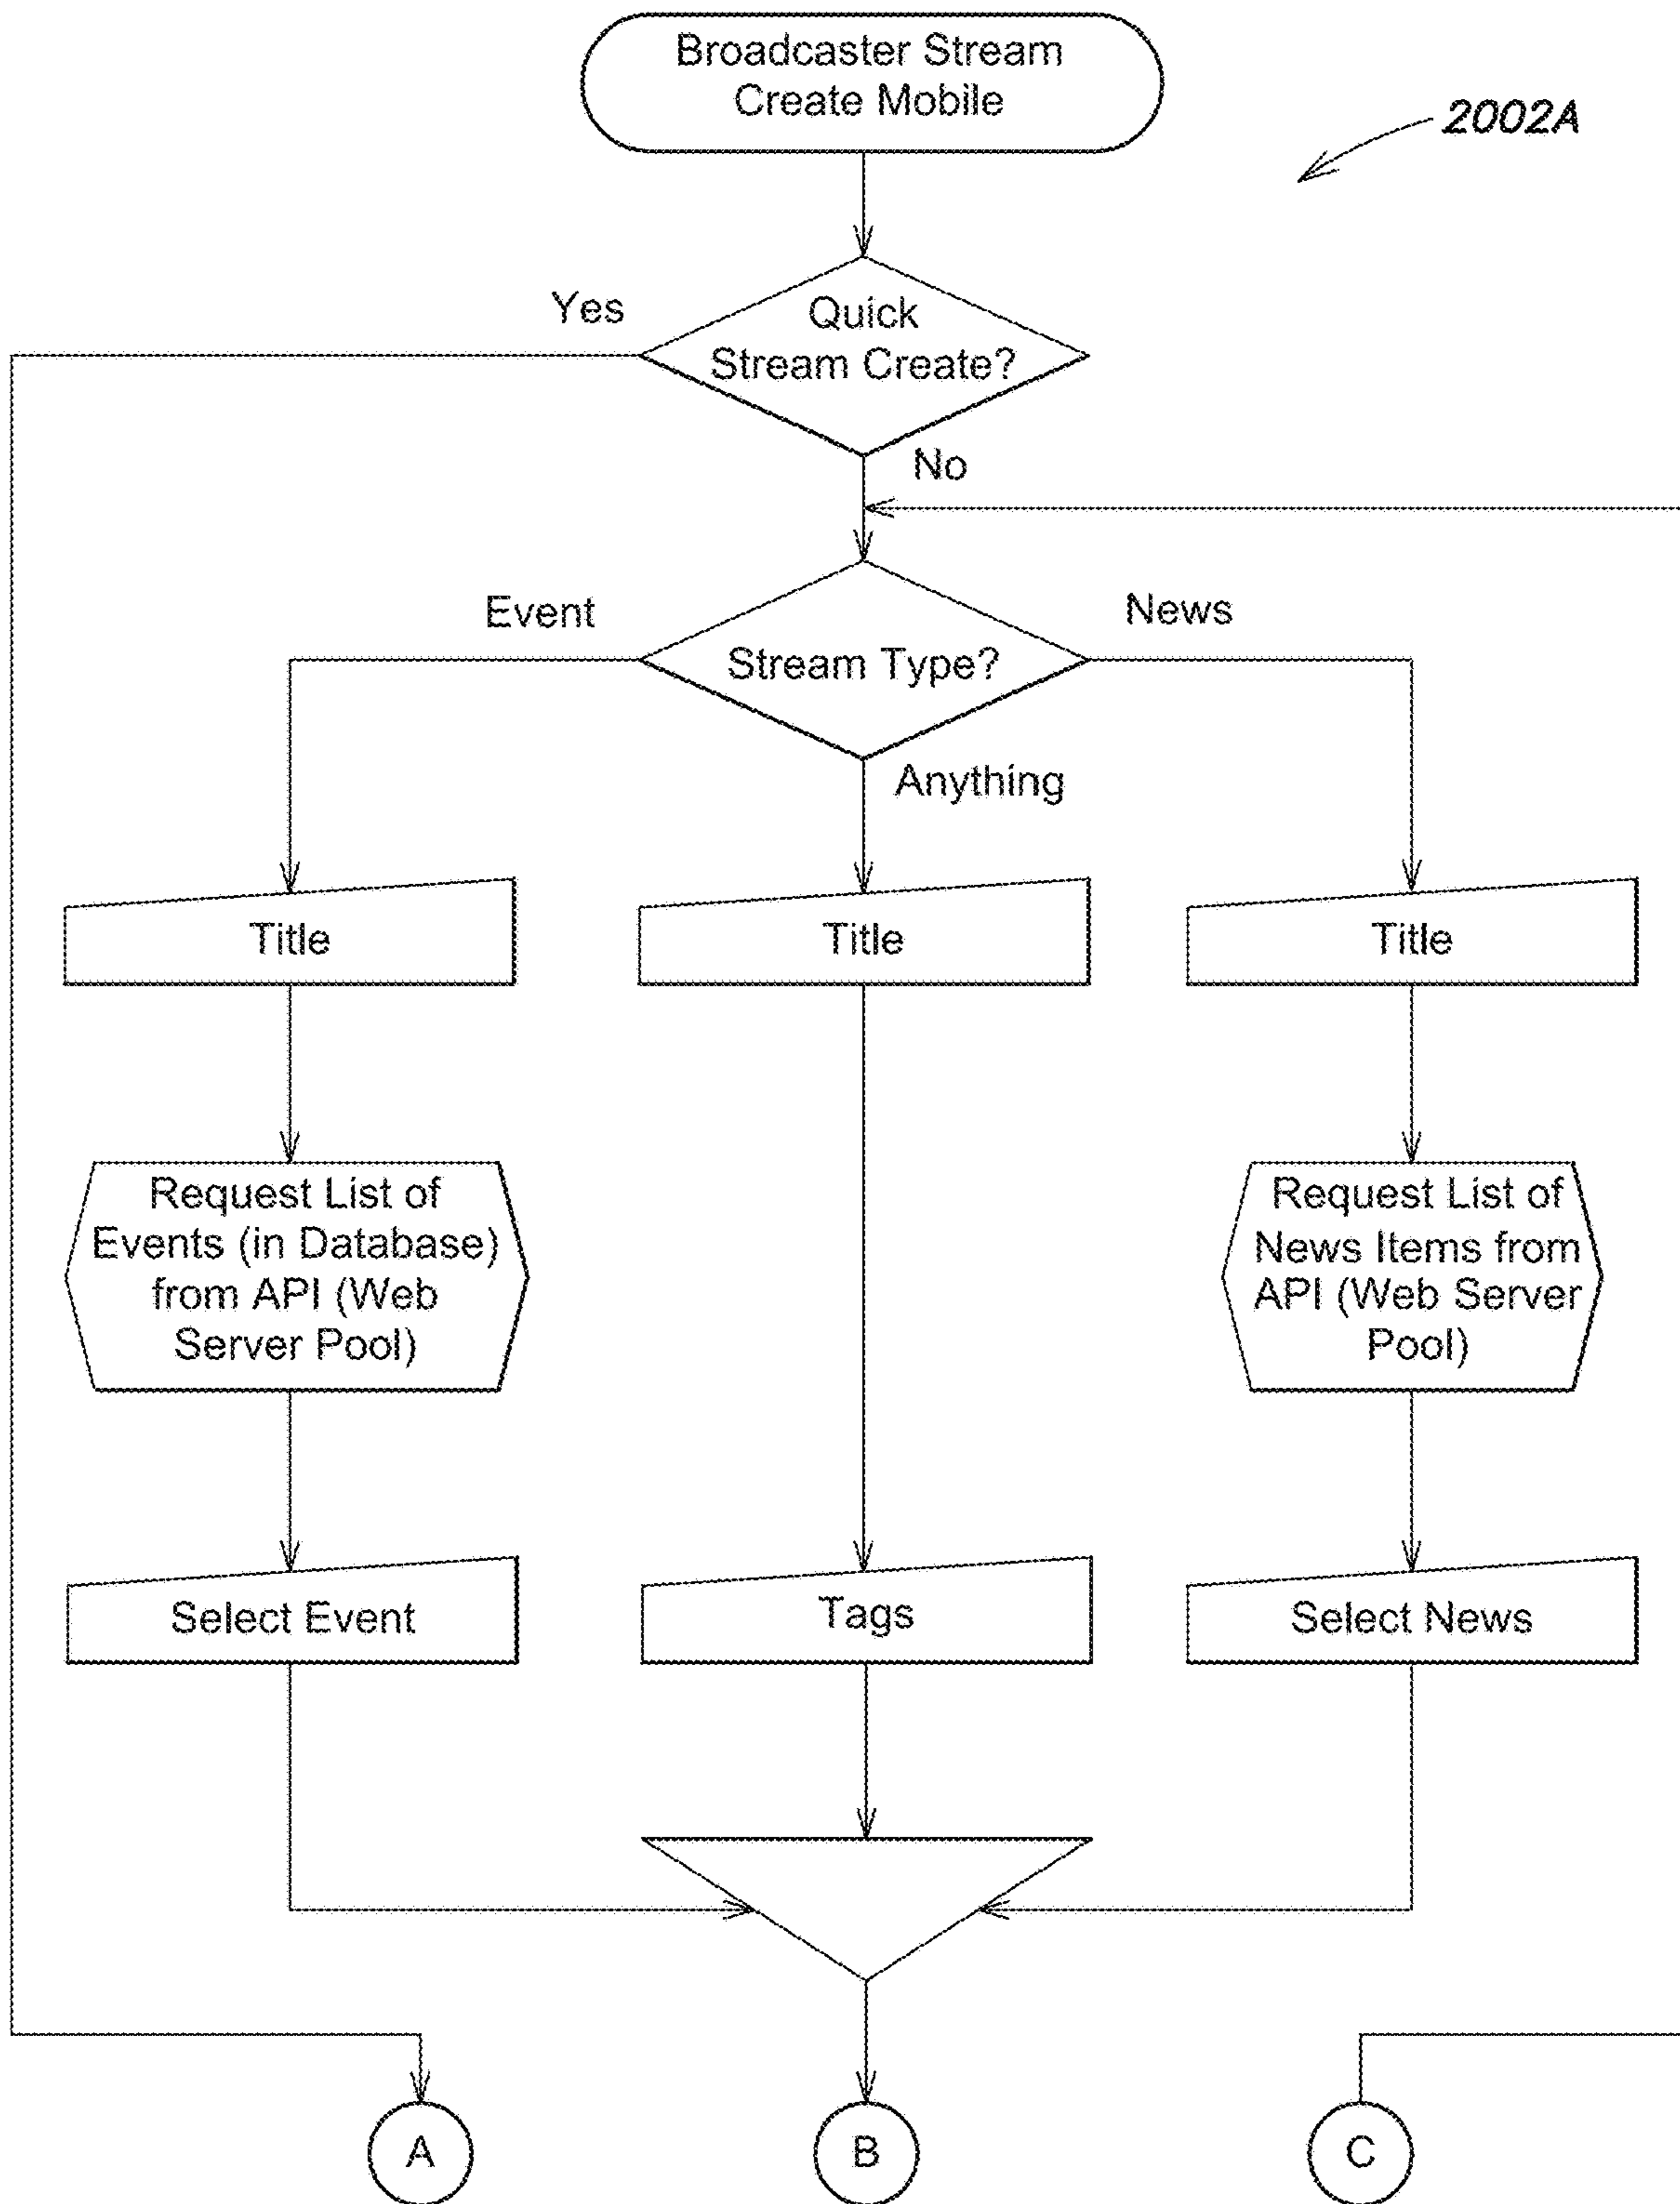 Broadcaster Stream
Create Mobile
2002A
Yes
Quick
Stream Create?
No
Event
News
Stream Type?
Anything
Title
Title
Title
Request List of
Events (in Database)
from API (Web
Server Pool)
Request List of
News Items from
API (Web Server
Pool)
Select Event
Tags
Select News
A
B
C